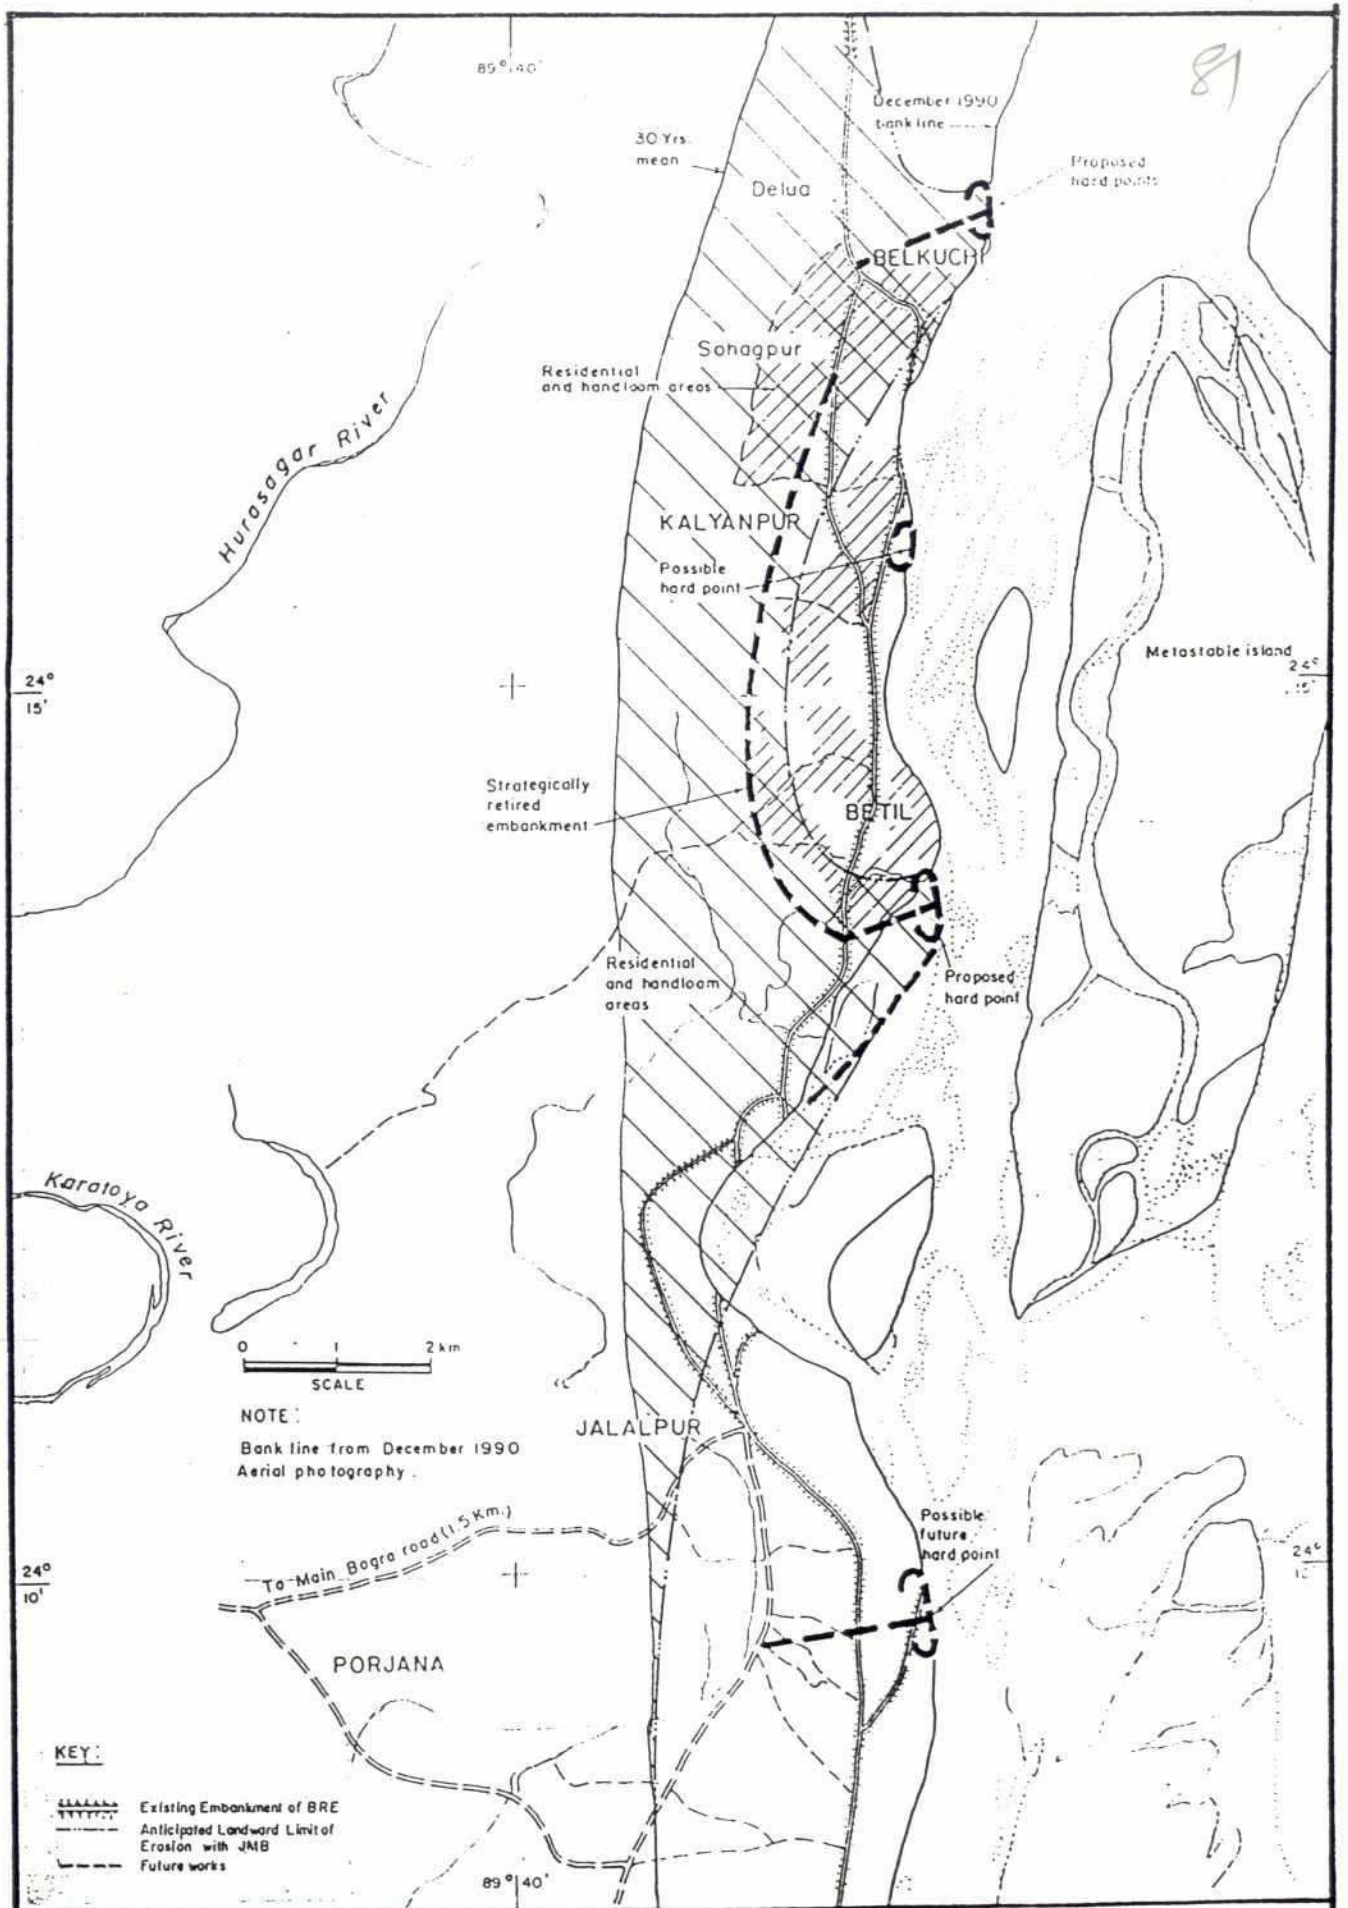 81
89° 40'
December 1990
bank line
30 Yrs.
mean
Proposed
hard points
Delua
BELKUCHI
Sohagpur
Residential
and handloom areas
Hurasagar River
KALYANPUR
Possible
hard point
Metastable island
24°
15'
24°
15'
Strategically
retired
embankment
BETIL
Residential
and handloom
areas
Proposed
hard point
Karatoya River
0 1 2 km
SCALE
NOTE:
Bank line from December 1990
Aerial photography.
JALALPUR
To Main Bogra road (1.5 Km.)
Possible
future
hard point
24°
10'
24°
PORJANA
KEY:
Existing Embankment of BRE
Anticipated Landward Limit of
Erosion with JMB
Future works
89° 40'